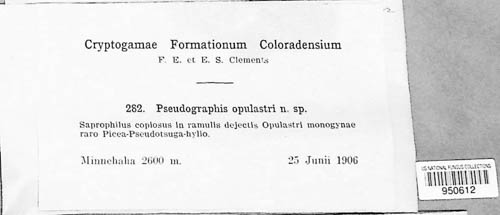 Cryptogamae Formationum Coloradensium
F. E. et E. S. Clements
282. Pseudographis opulastri n. sp.
Saprophilus copiosus in ramulis dejectis Opulastri monogynae
raro Picea-Pseudotsuga-hylio.
Minnehaha 2600 m. 25 Junii 1906
US NATIONAL FUNGUS COLLECTIONS
950612